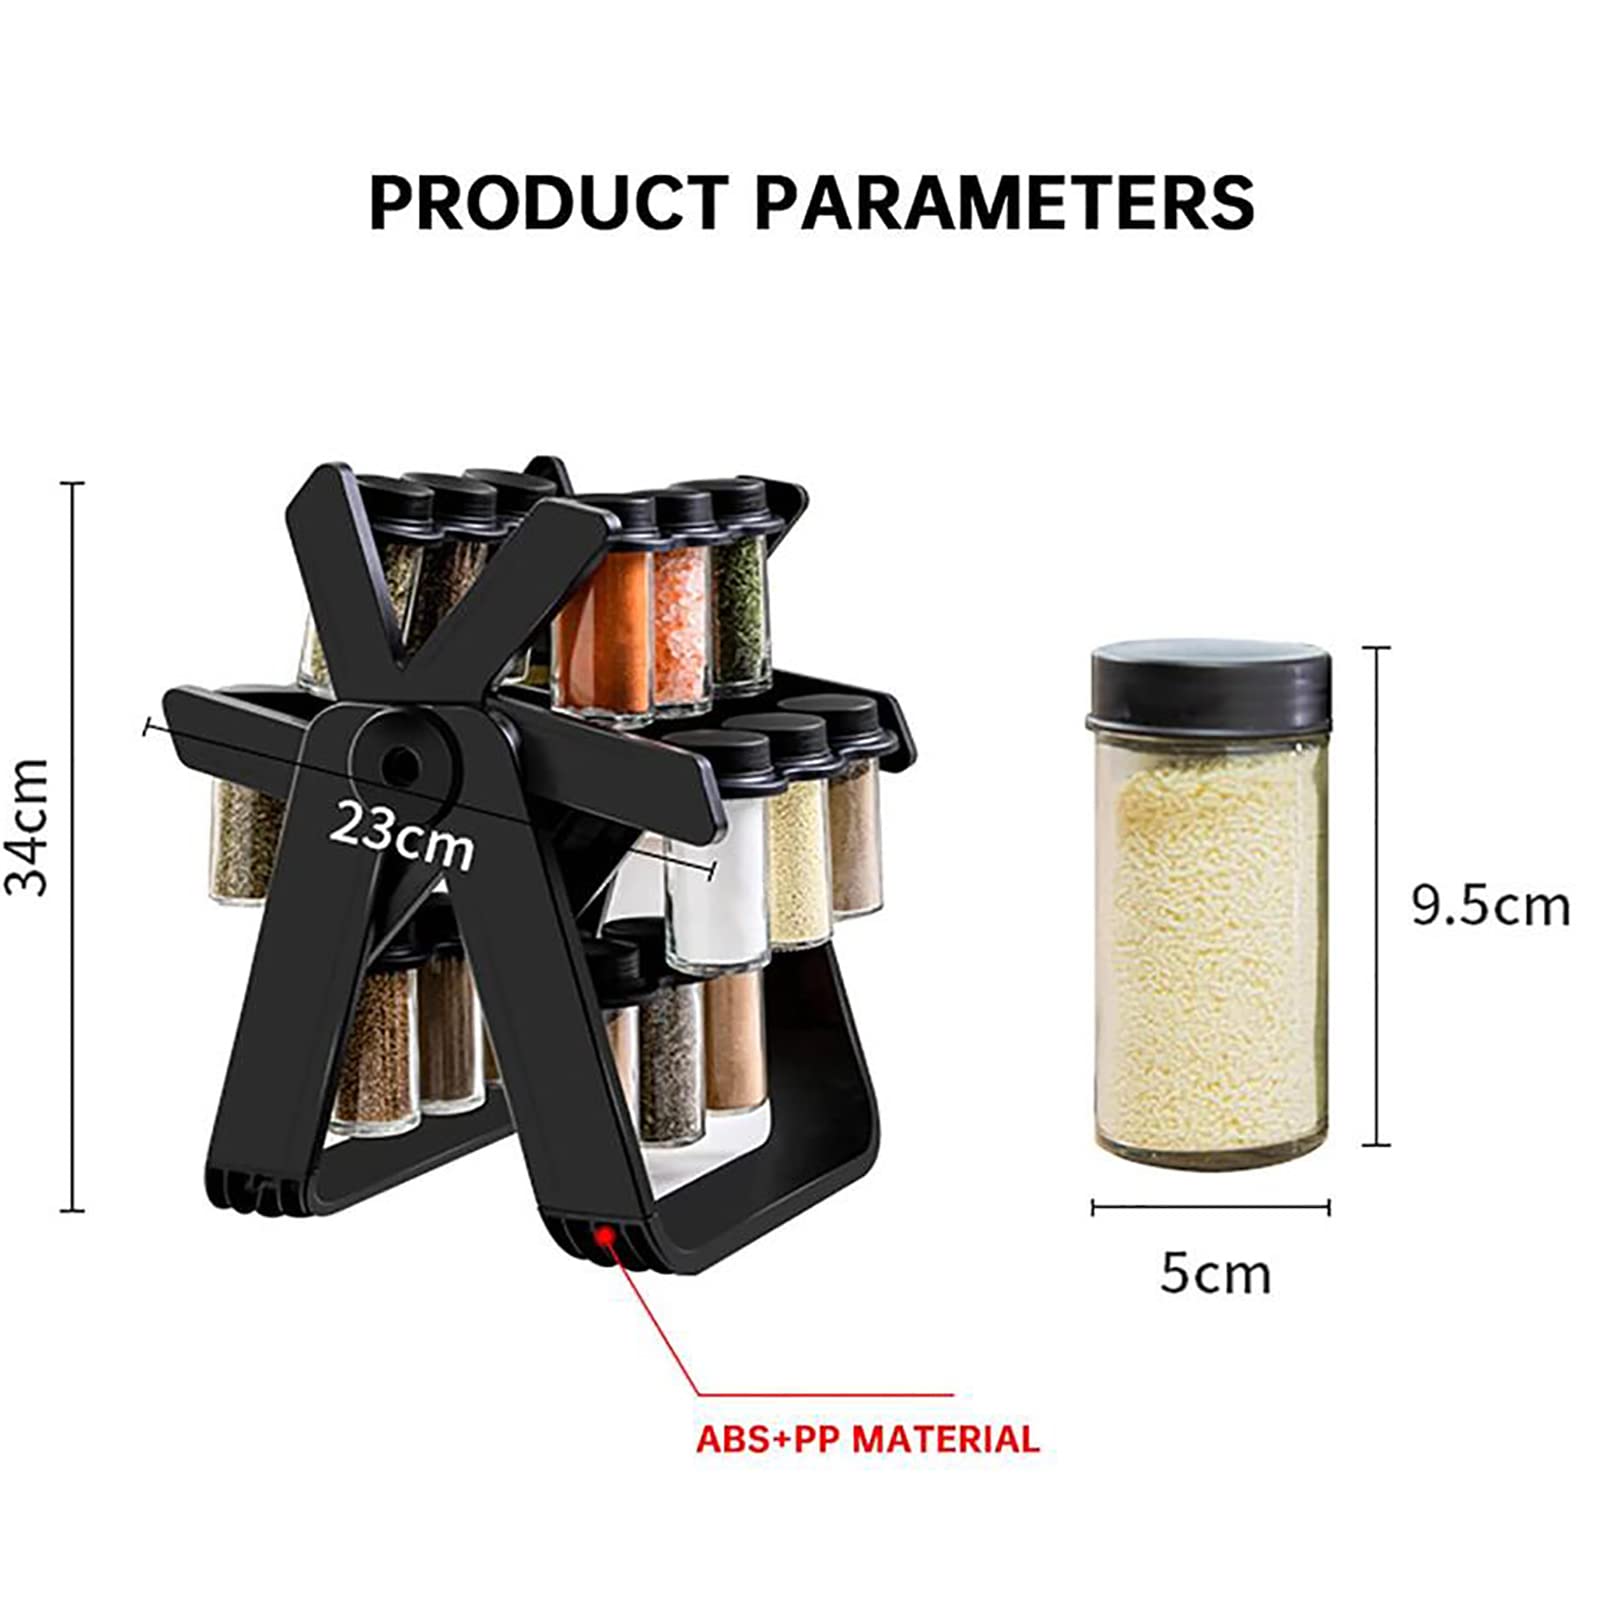 PRODUCT PARAMETERS
34cm
23cm
9.5cm
5cm
ABS+PP MATERIAL